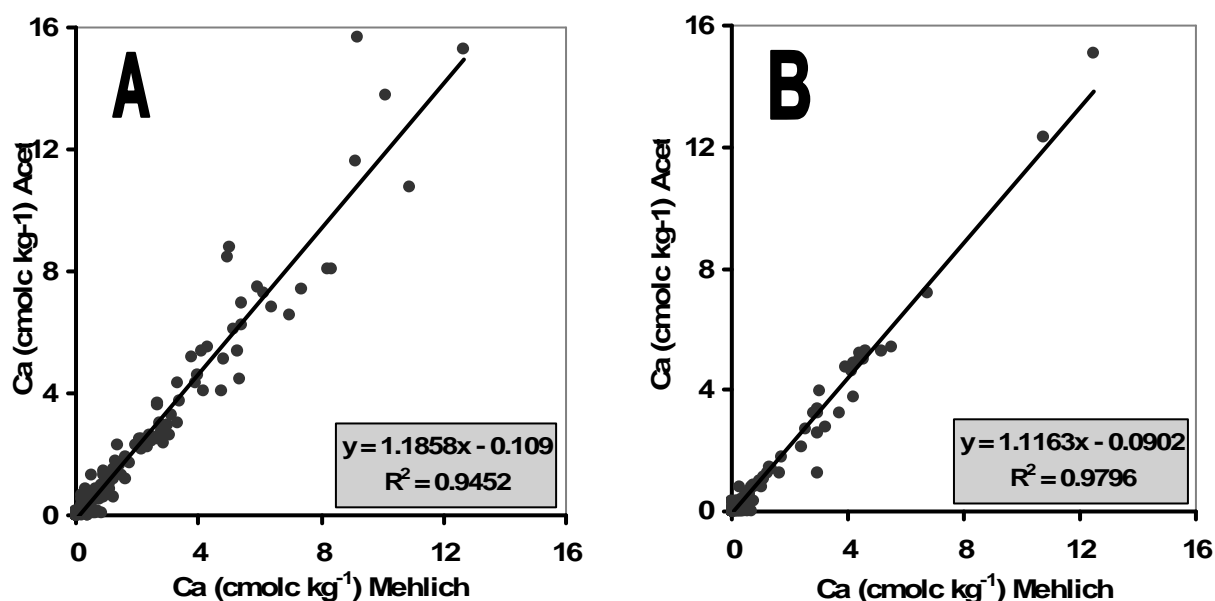 A
16
12
8
4
0
Ca (cmolc kg-1) Acet
y = 1.1858x - 0.109
R² = 0.9452
0 4 8 12 16
Ca (cmolc kg⁻¹) Mehlich
B
16
12
8
4
0
Ca (cmolc kg-1) Acet
y = 1.1163x - 0.0902
R² = 0.9796
0 4 8 12 16
Ca (cmolc kg⁻¹) Mehlich